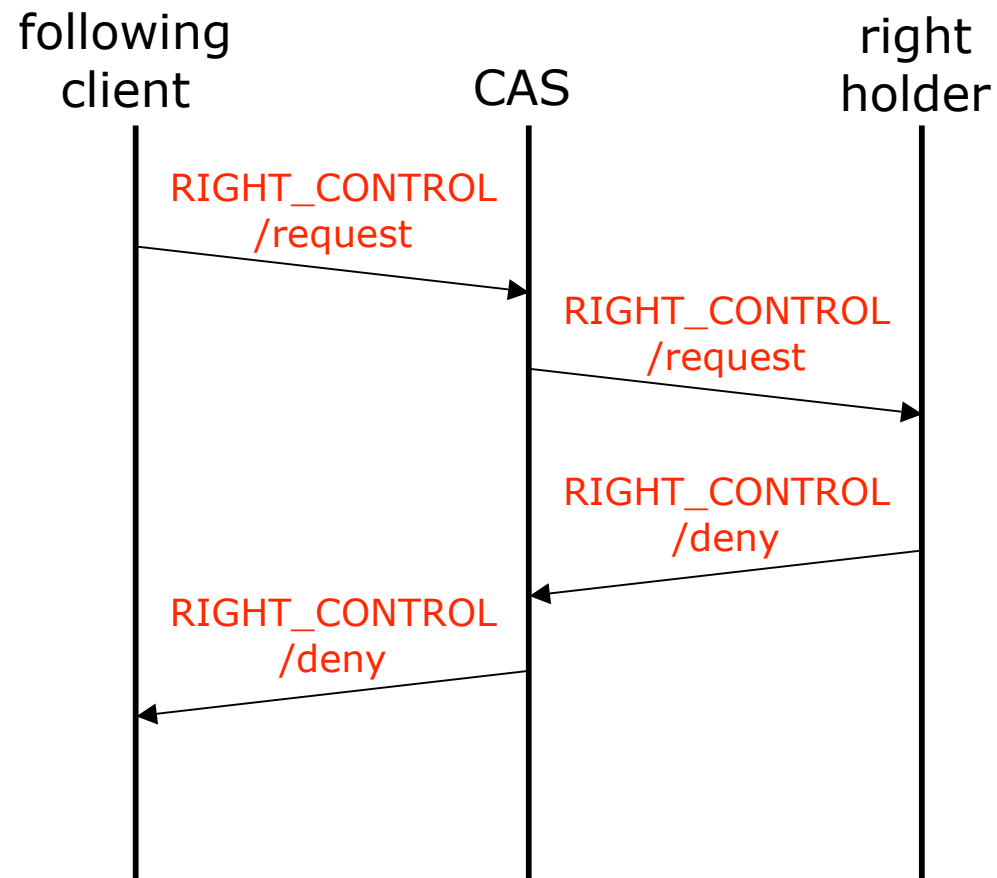 following
client
CAS
right
holder
RIGHT_CONTROL
/request
RIGHT_CONTROL
/request
RIGHT_CONTROL
/deny
RIGHT_CONTROL
/deny